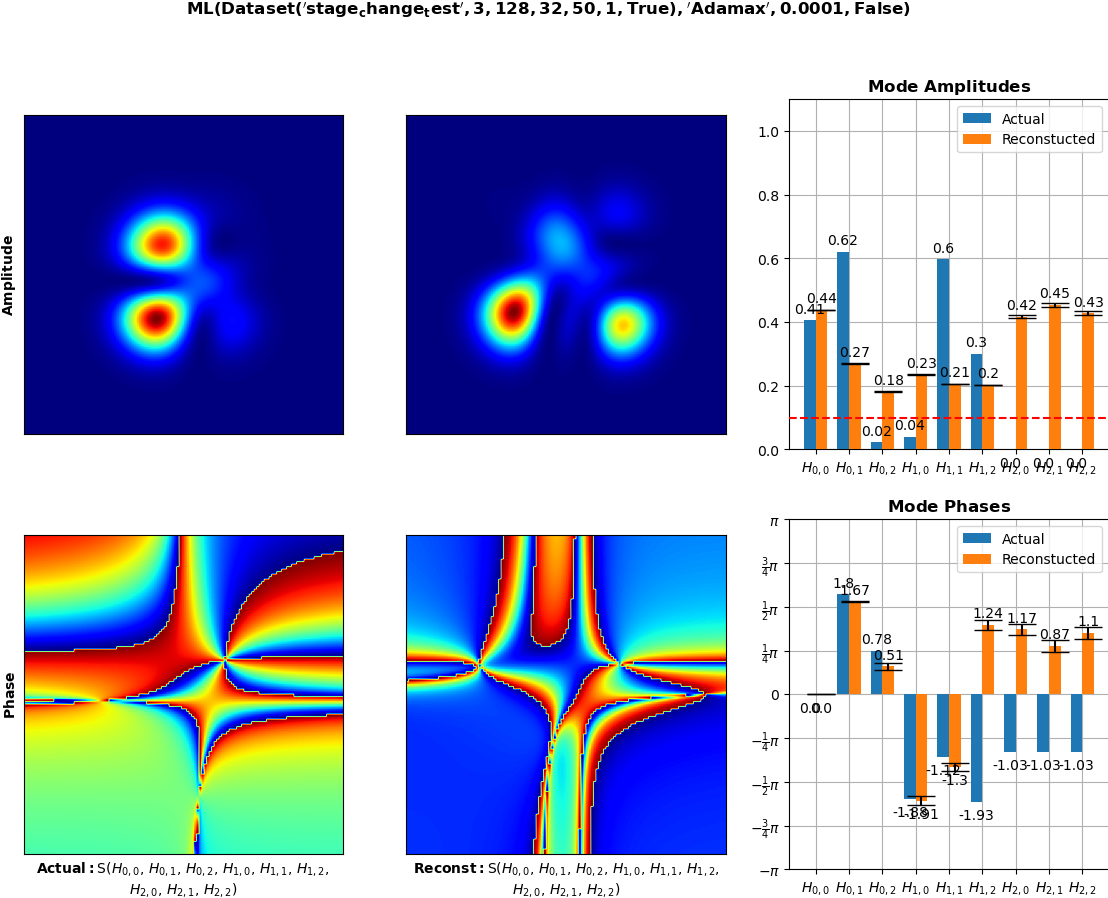 ML(Dataset('stage_change_test', 3, 128, 32, 50, 1, True), 'Adamax', 0.0001, False)
Amplitude
Mode Amplitudes
Actual
Reconstucted
1.0
0.8
0.6
0.4
0.2
0.0
0.41
0.44
0.62
0.27
0.02
0.18
0.04
0.23
0.6
0.21
0.3
0.2
0.42
0.45
0.43
0.0
0.0
0.0
H0,0 H0,1 H0,2 H1,0 H1,1 H1,2 H2,0 H2,1 H2,2
Phase
Mode Phases
Actual
Reconstucted
π
3/4π
1/2π
1/4π
0
-1/4π
-1/2π
-3/4π
-π
0.0
0.0
1.8
1.67
0.78
0.51
-1.88
-1.91
-1.12
-1.3
-1.93
1.24
1.17
0.87
1.1
-1.03
-1.03
-1.03
H0,0 H0,1 H0,2 H1,0 H1,1 H1,2 H2,0 H2,1 H2,2
Actual: S(H0,0, H0,1, H0,2, H1,0, H1,1, H1,2,
H2,0, H2,1, H2,2)
Reconst: S(H0,0, H0,1, H0,2, H1,0, H1,1, H1,2,
H2,0, H2,1, H2,2)